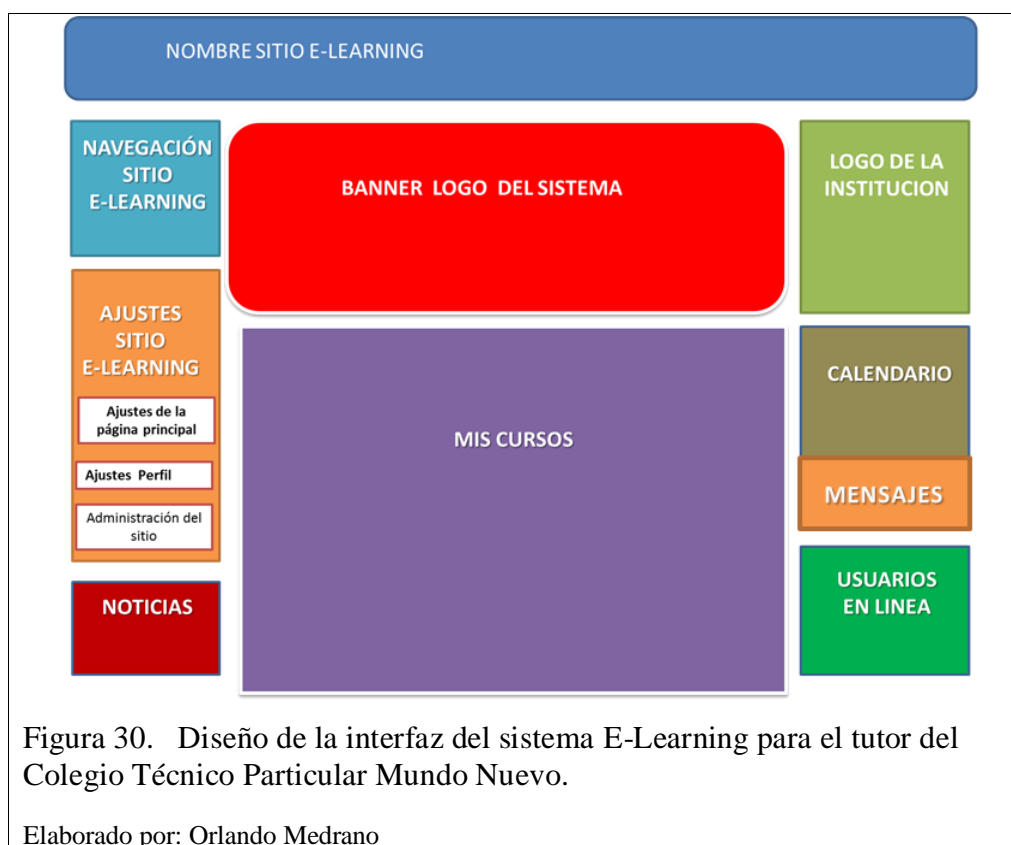 NOMBRE SITIO E-LEARNING
NAVEGACIÓN
SITIO
E-LEARNING
BANNER LOGO DEL SISTEMA
LOGO DE LA
INSTITUCION
AJUSTES
SITIO
E-LEARNING
Ajustes de la
página principal
Ajustes Perfil
Administración del
sitio
NOTICIAS
MIS CURSOS
CALENDARIO
MENSAJES
USUARIOS
EN LINEA
Figura 30. Diseño de la interfaz del sistema E-Learning para el tutor del
Colegio Técnico Particular Mundo Nuevo.
Elaborado por: Orlando Medrano